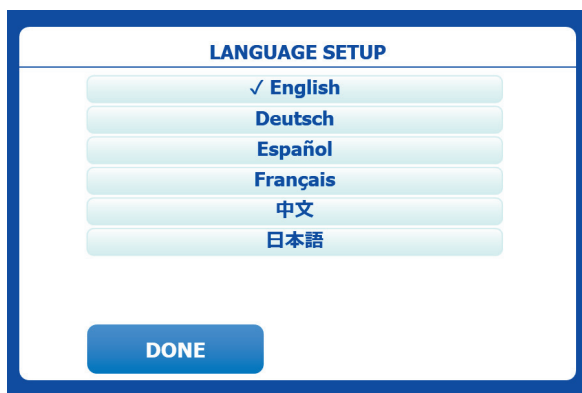 LANGUAGE SETUP
✓ English
Deutsch
Español
Français
中文
日本語
DONE